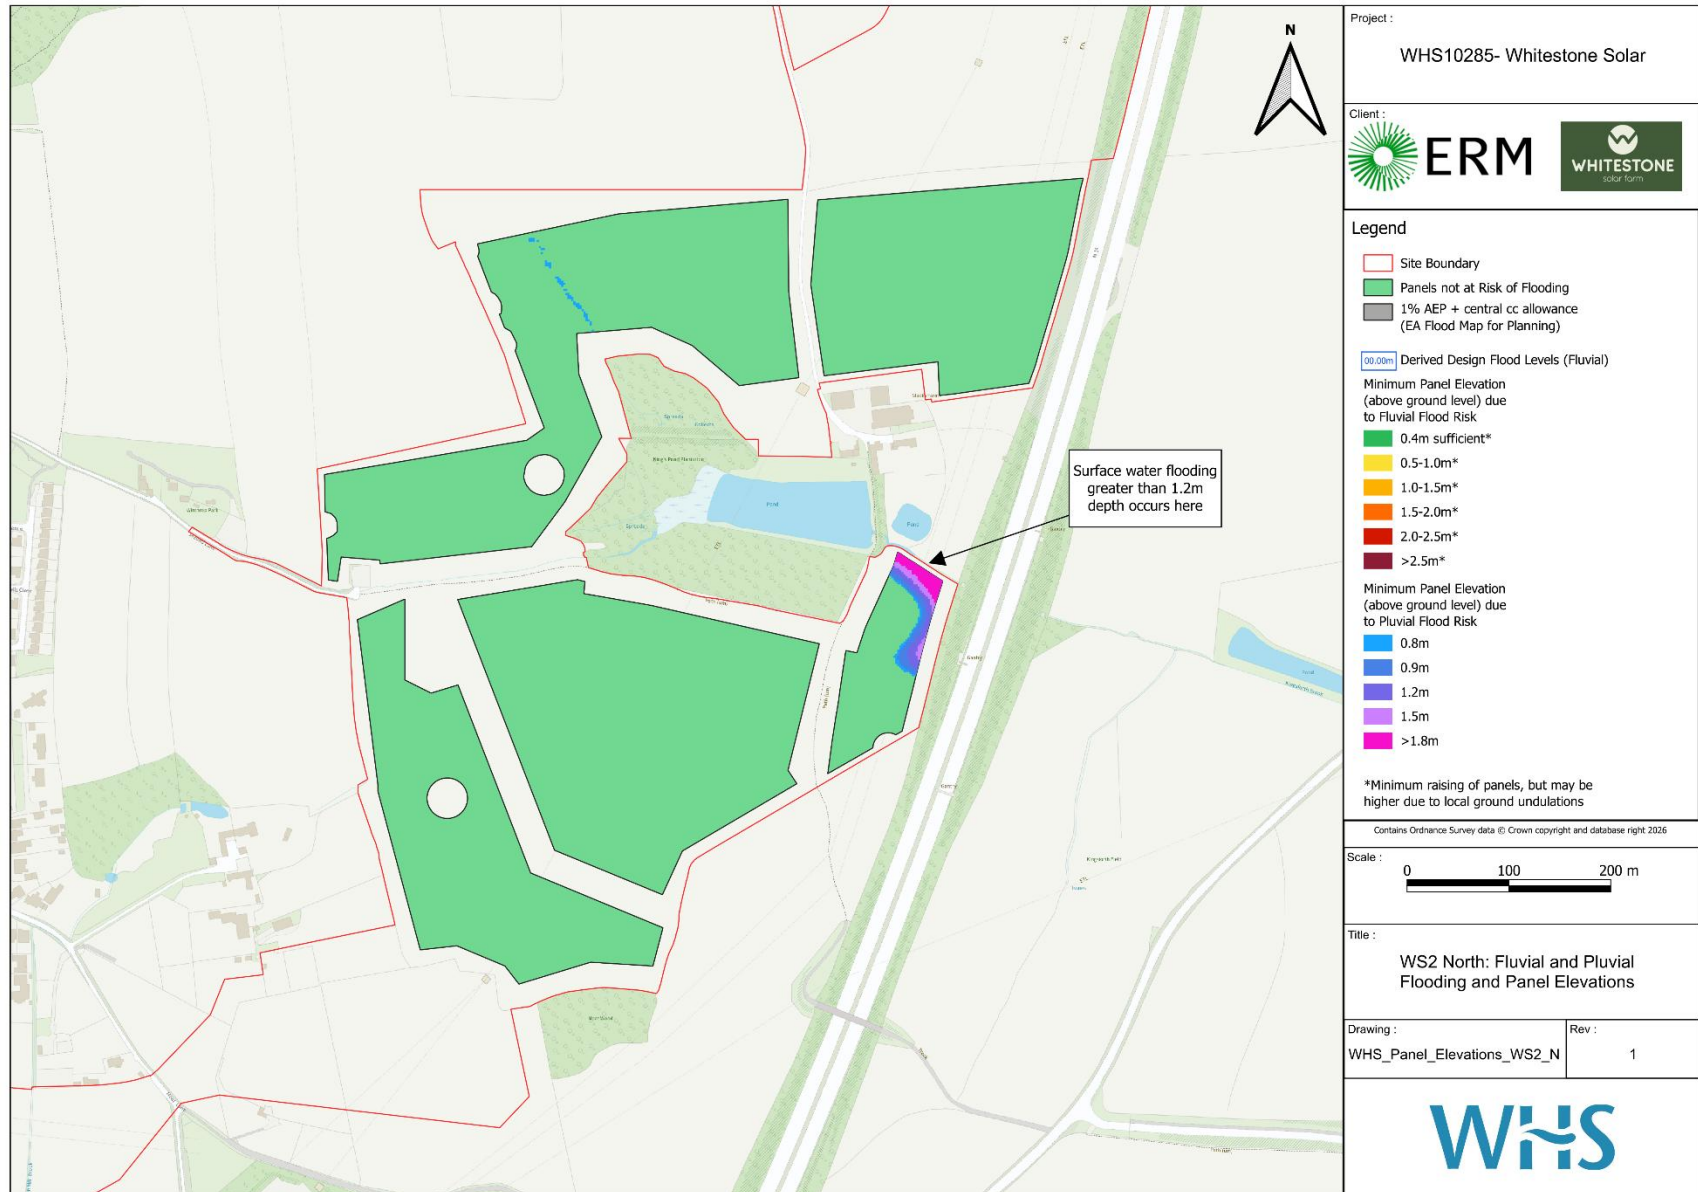 Project :
WHS10285- Whitestone Solar
Client :
ERM
WHITESTONE
solar farm
Legend
Site Boundary
Panels not at Risk of Flooding
1% AEP + central cc allowance
(EA Flood Map for Planning)
00.00m Derived Design Flood Levels (Fluvial)
Minimum Panel Elevation
(above ground level) due
to Fluvial Flood Risk
0.4m sufficient*
0.5-1.0m*
1.0-1.5m*
1.5-2.0m*
2.0-2.5m*
>2.5m*
Minimum Panel Elevation
(above ground level) due
to Pluvial Flood Risk
0.8m
0.9m
1.2m
1.5m
>1.8m
*Minimum raising of panels, but may be
higher due to local ground undulations
Contains Ordnance Survey data © Crown copyright and database right 2026
Scale :
0 100 200 m
Title :
WS2 North: Fluvial and Pluvial
Flooding and Panel Elevations
Drawing :
WHS_Panel_Elevations_WS2_N
Rev :
1
WHS
N
Surface water flooding
greater than 1.2m
depth occurs here
Pond
Pond
Spreads
ETL
Gantry
Gantry
Track